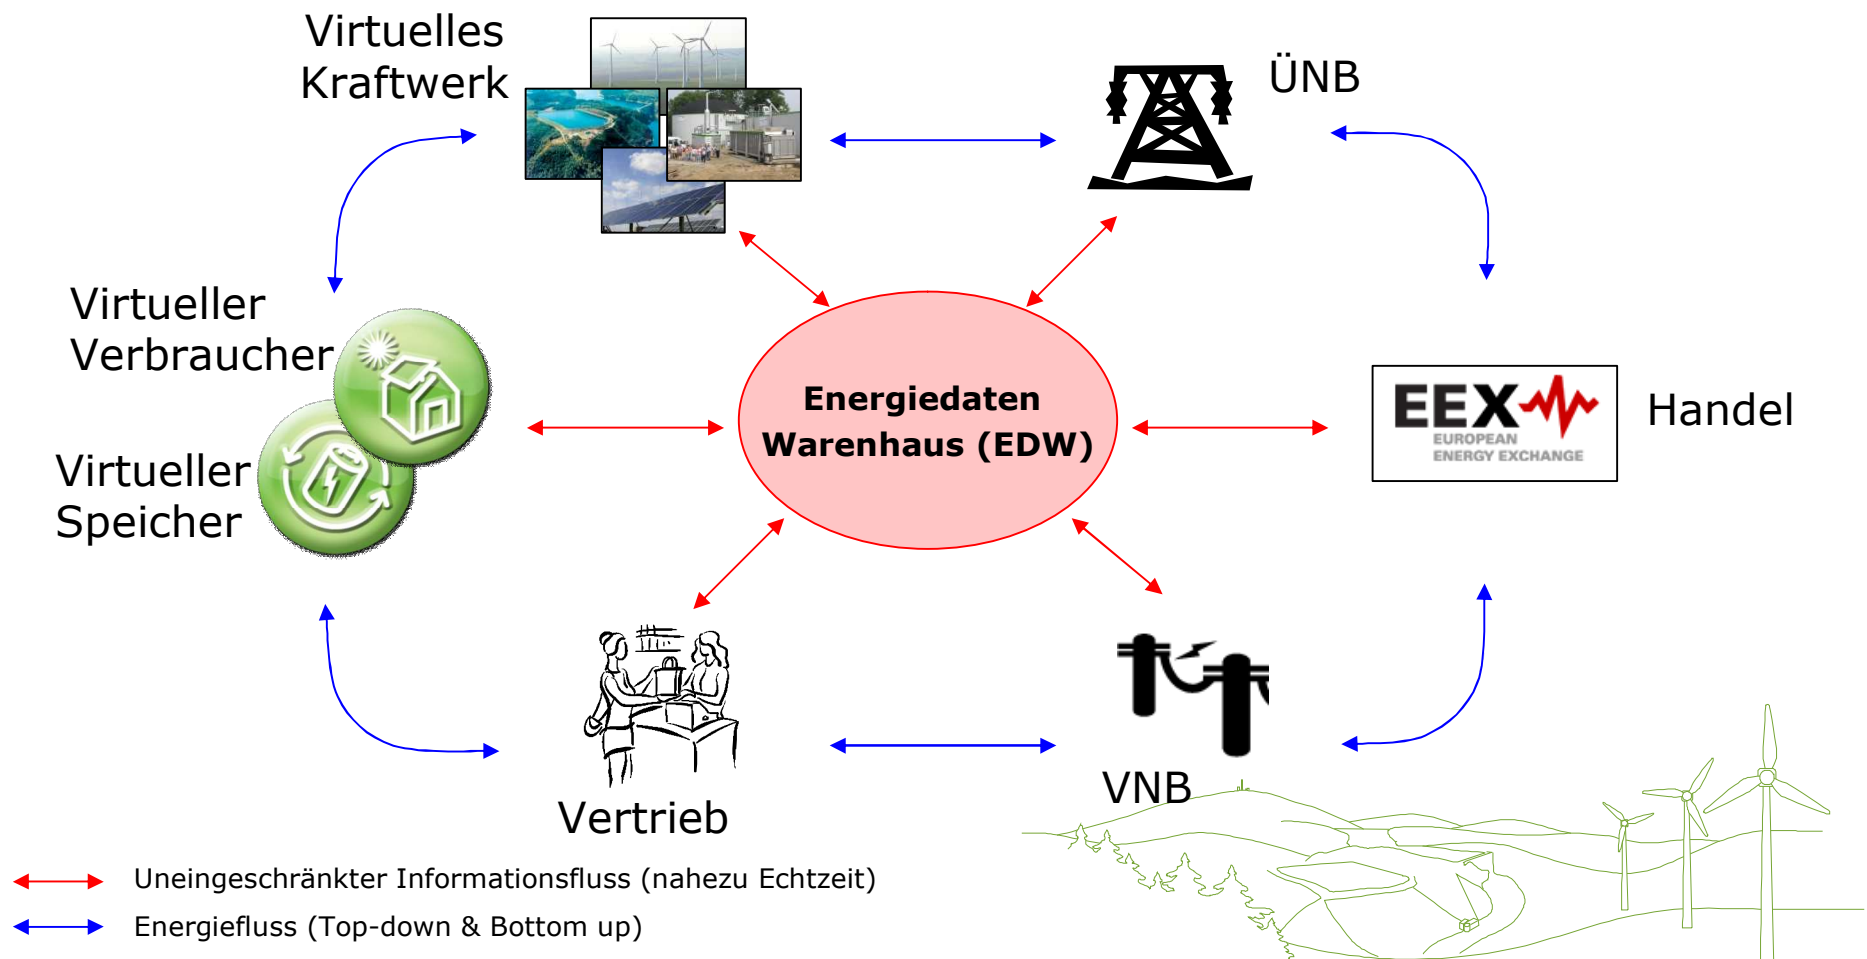 Virtuelles
Kraftwerk
ÜNB
Virtueller
Verbraucher
Virtueller
Speicher
Energiedaten
Warenhaus (EDW)
EEX
EUROPEAN
ENERGY EXCHANGE
Handel
Vertrieb
VNB
Uneingeschränkter Informationsfluss (nahezu Echtzeit)
Energiefluss (Top-down & Bottom up)